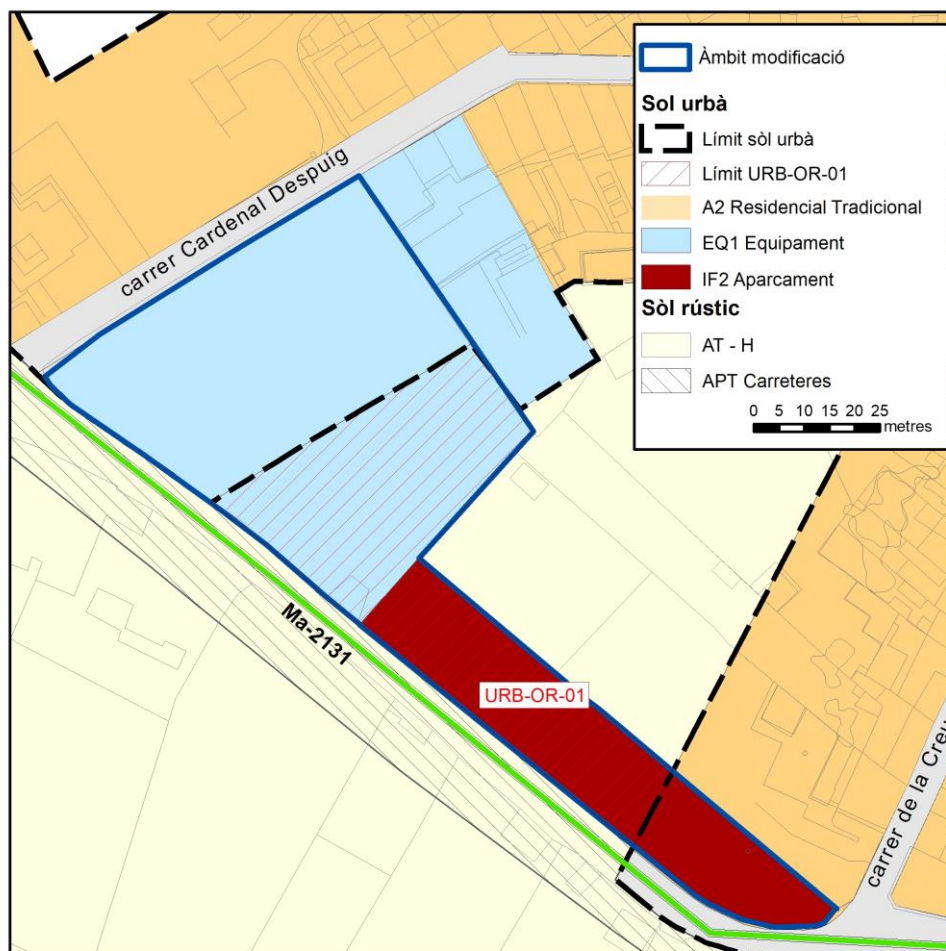 Àmbit modificació
Sol urbà
Límit sòl urbà
Límit URB-OR-01
A2 Residencial Tradicional
EQ1 Equipament
IF2 Aparcament
Sòl rústic
AT - H
APT Carreteres
0 5 10 15 20 25
metres
carrer Cardenal Despuig
Ma-2131
URB-OR-01
carrer de la Creu